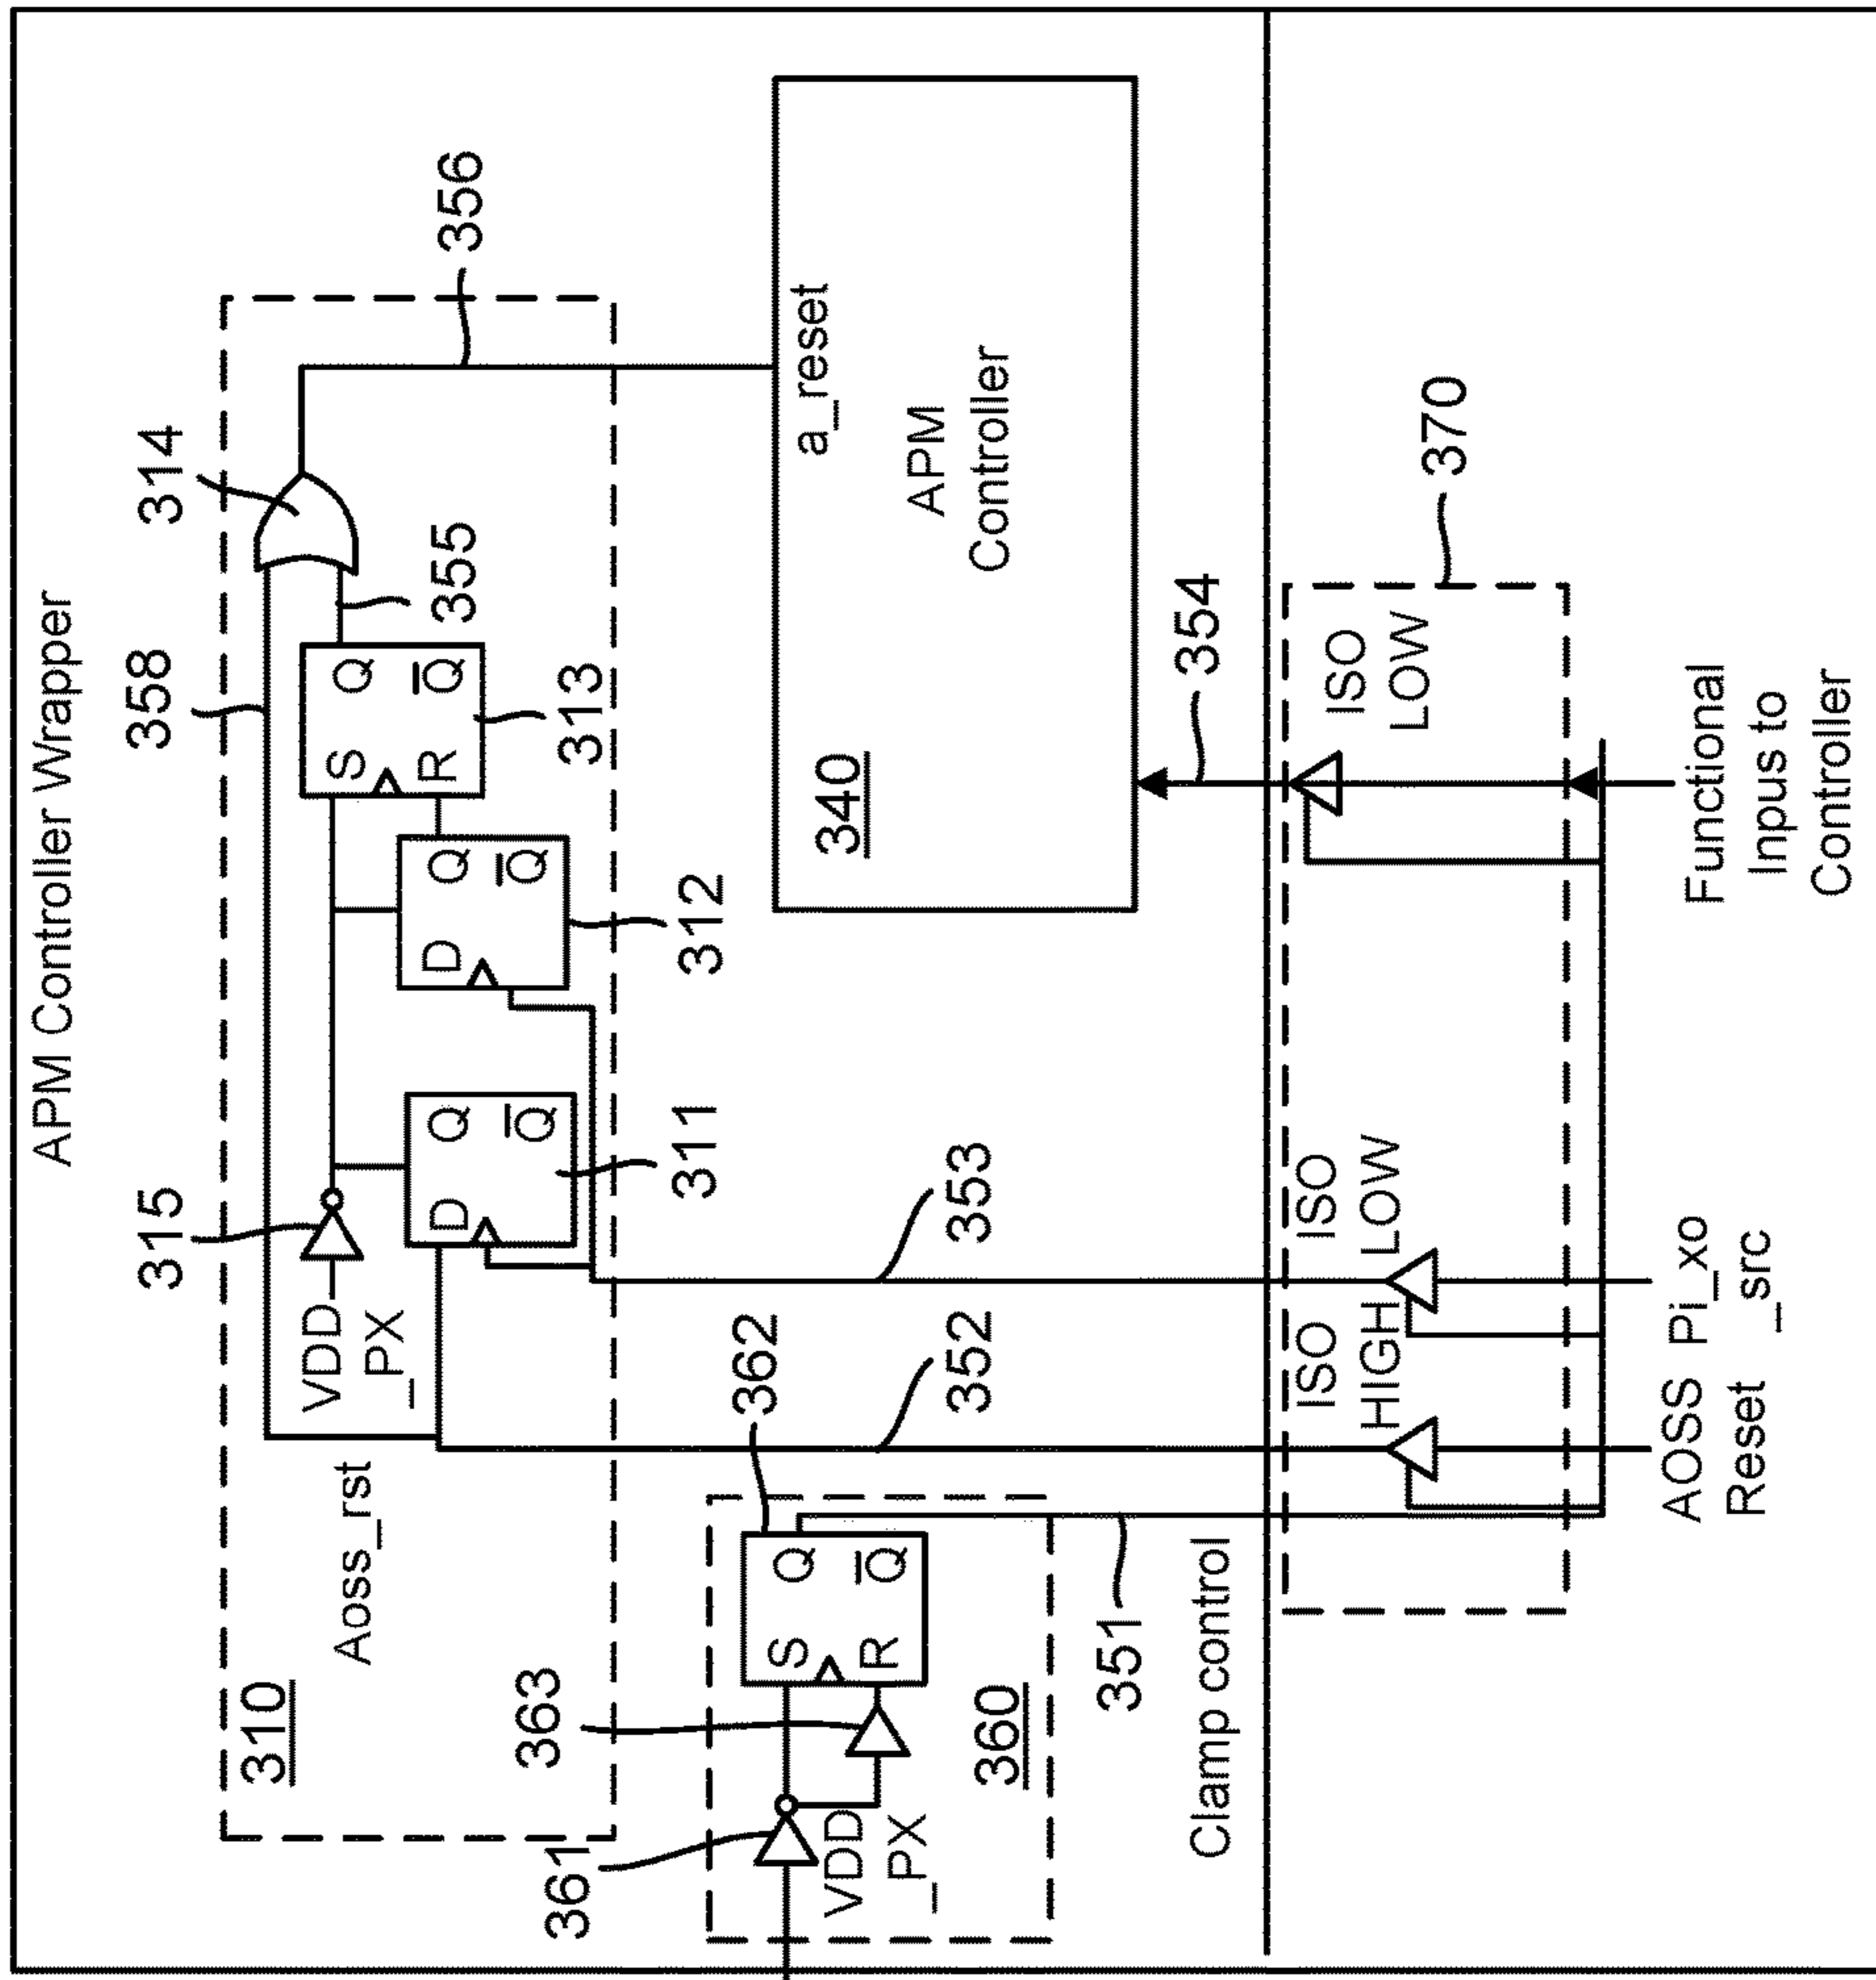 APM Controller Wrapper
310
Aoss_rst
315
VDD
_PX
358
314
D
Q
Q
311
D
Q
Q
312
S
Q
R
Q
313
355
356
361
363
362
VDD
_PX
S
Q
R
Q
360
352
353
340
a_reset
APM
Controller
351
Clamp control
354
ISO
HIGH
ISO
LOW
ISO
LOW
370
AOSS
Reset
Pi_xo
_src
Functional
Inpus to
Controller